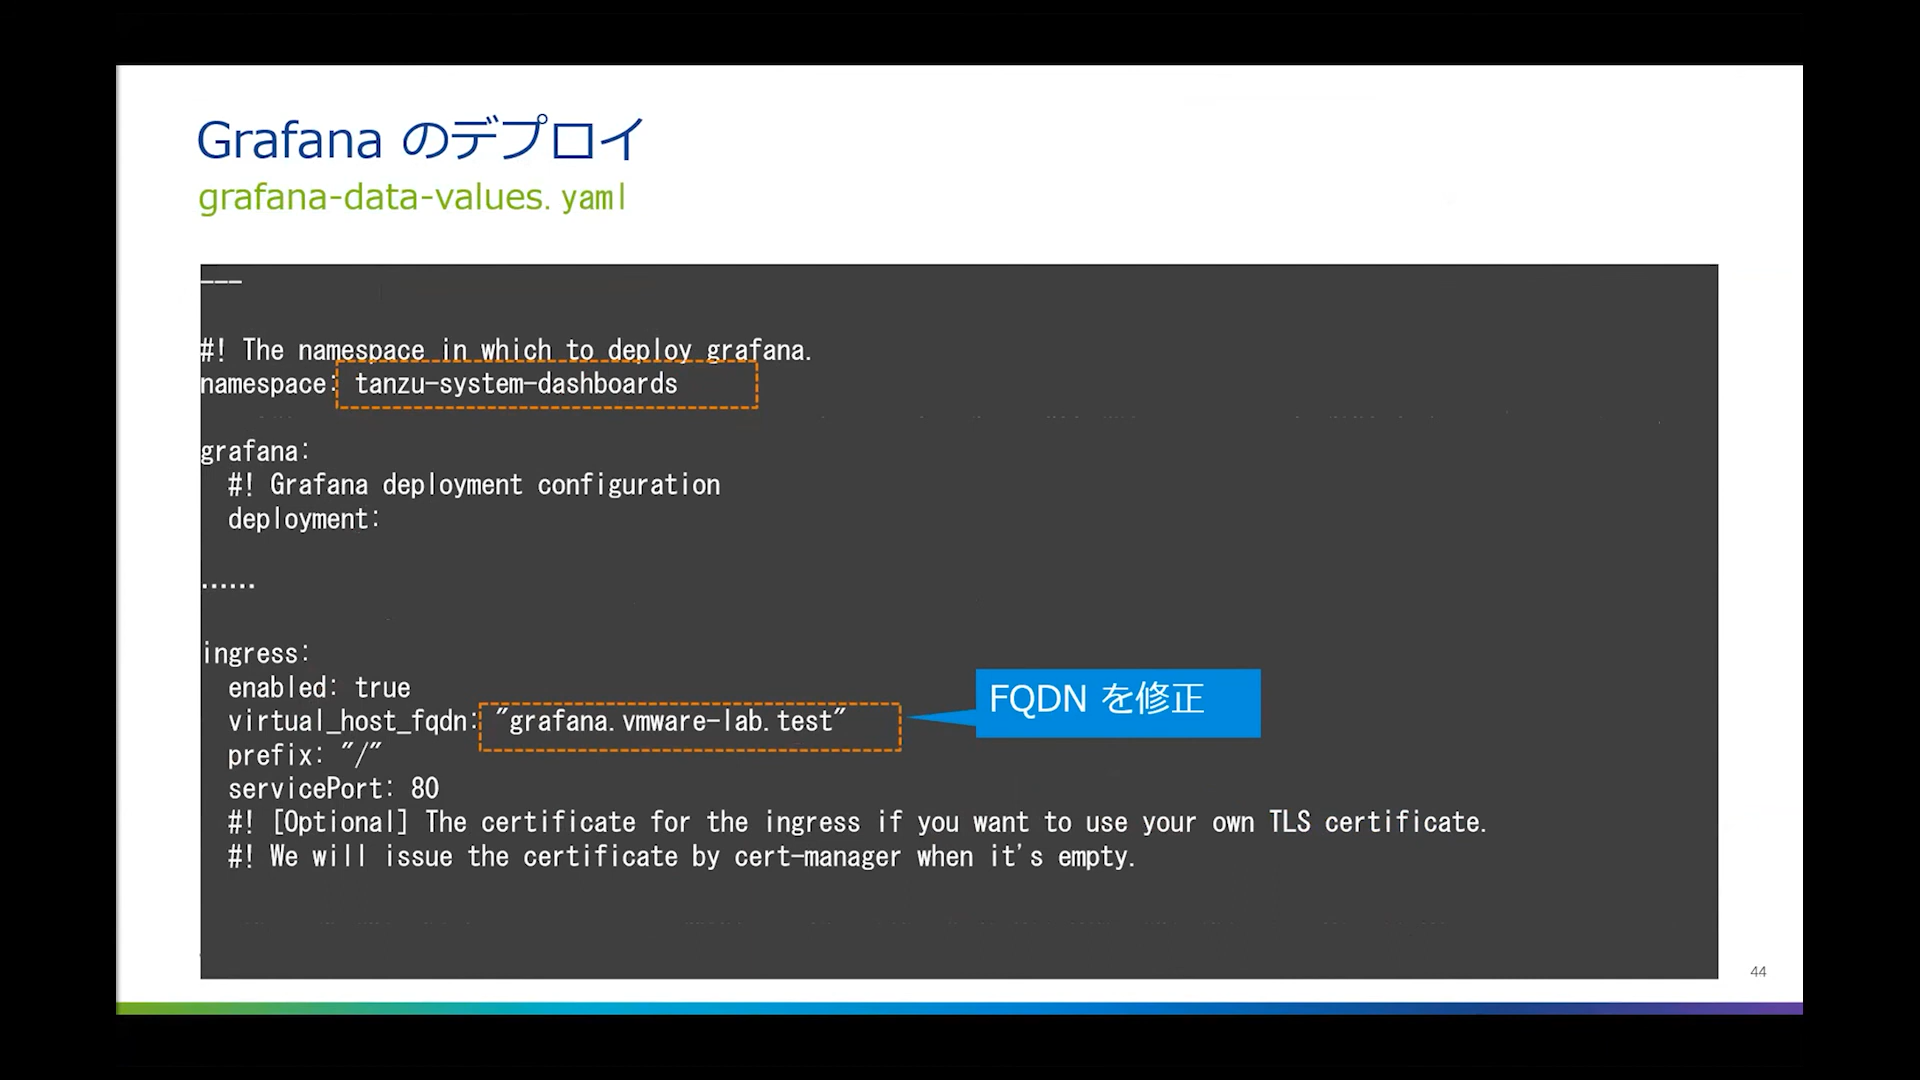 Grafana のデプロイ
grafana-data-values.yaml
---
#! The namespace in which to deploy grafana.
namespace: tanzu-system-dashboards
grafana:
  #! Grafana deployment configuration
  deployment:
......
ingress:
  enabled: true
  virtual_host_fqdn: "grafana.vmware-lab.test"
FQDN を修正
  prefix: "/"
  servicePort: 80
  #! [Optional] The certificate for the ingress if you want to use your own TLS certificate.
  #! We will issue the certificate by cert-manager when it's empty.
44